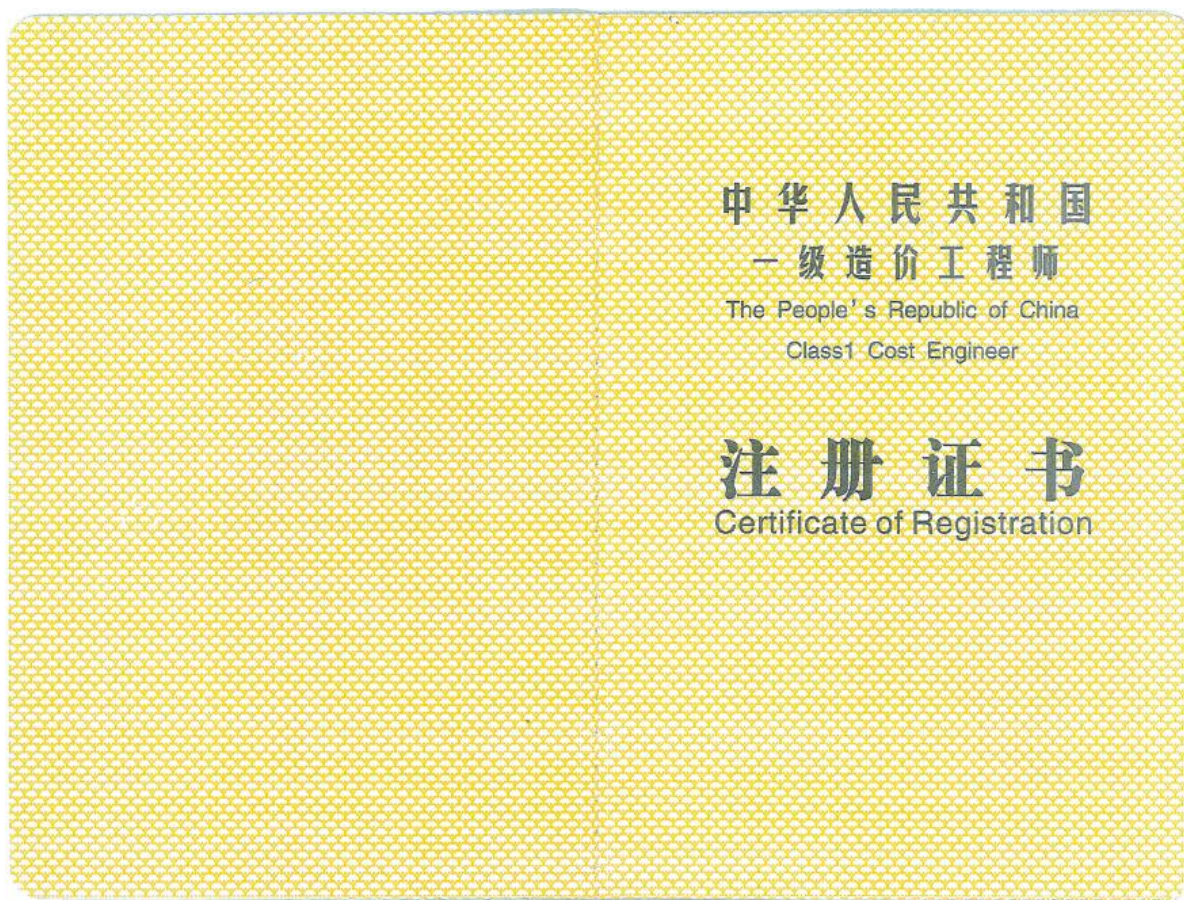 中华人民共和国
一级造价工程师
The People's Republic of China
Class1 Cost Engineer
注册证书
Certificate of Registration